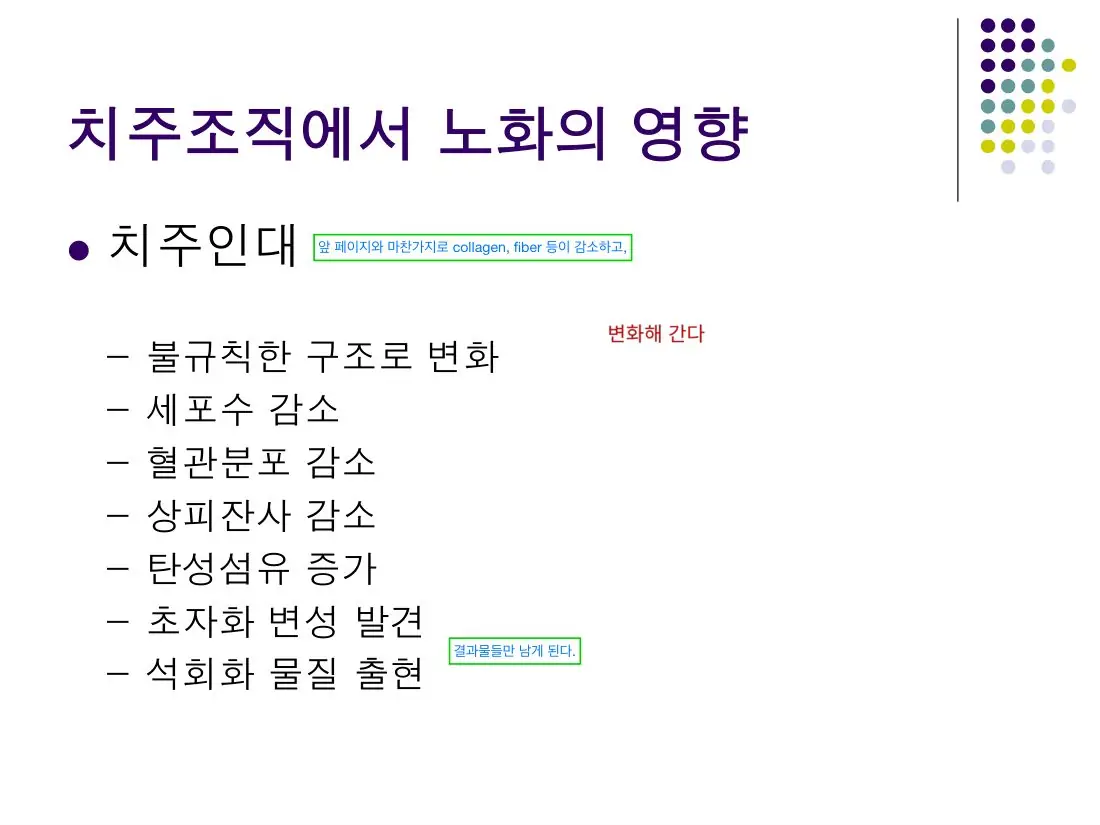 치주조직에서 노화의 영향
치주인대
앞 페이지와 마찬가지로 collagen, fiber 등이 감소하고,
변화해 간다
– 불규칙한 구조로 변화
– 세포수 감소
– 혈관분포 감소
– 상피잔사 감소
– 탄성섬유 증가
– 초자화 변성 발견
결과물들만 남게 된다.
– 석회화 물질 출현